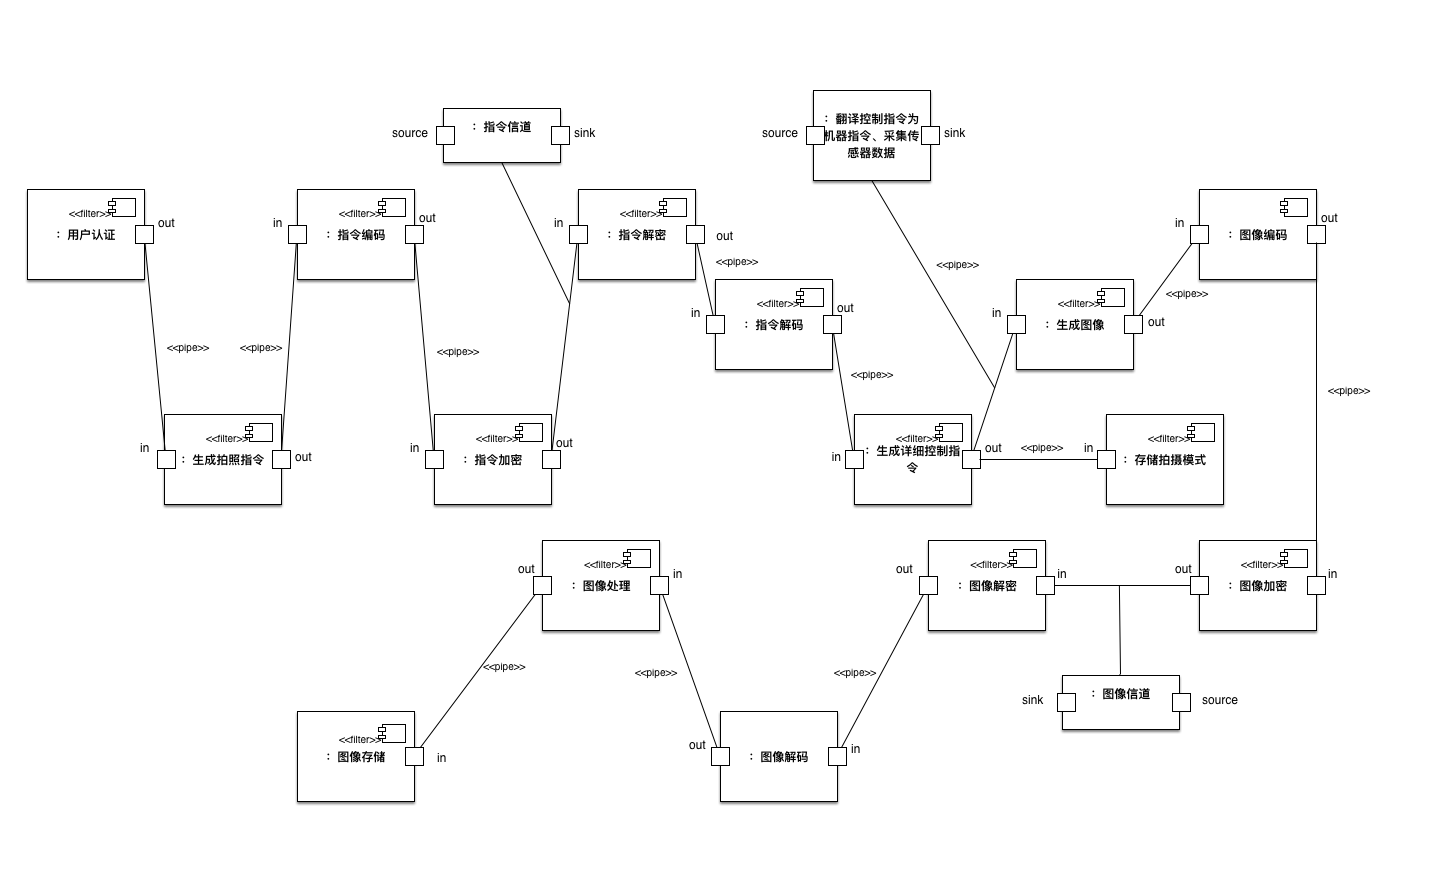 source
: 指令信道
sink
source
: 翻译控制指令为
机器指令、采集传
感器数据
sink
<<filter>>
: 用户认证
out
in
<<filter>>
: 指令编码
out
in
<<filter>>
: 指令解密
out
<<pipe>>
<<pipe>>
in
: 图像编码
out
in
<<filter>>
: 指令解码
out
in
<<filter>>
: 生成图像
out
<<pipe>>
<<pipe>>
<<pipe>>
<<pipe>>
<<pipe>>
<<pipe>>
in
<<filter>>
: 生成拍照指令
out
in
<<filter>>
: 指令加密
out
in
<<filter>>
: 生成详细控制指
令
out
<<pipe>>
in
<<filter>>
: 存储拍摄模式
out
<<filter>>
: 图像处理
in
out
<<filter>>
: 图像解密
in
out
<<filter>>
: 图像加密
in
<<pipe>>
<<pipe>>
<<pipe>>
sink
: 图像信道
source
<<filter>>
: 图像存储
in
out
: 图像解码
in